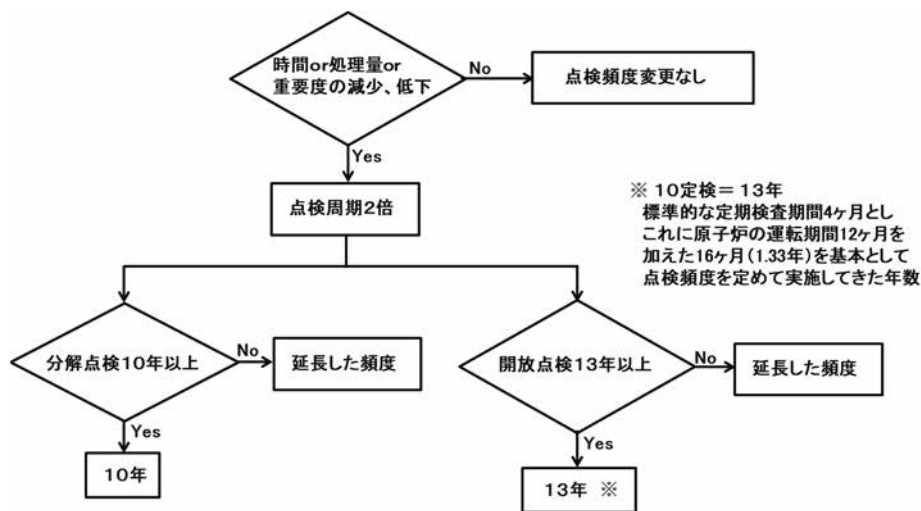 時間or処理量or
重要度の減少、低下
No
点検頻度変更なし
Yes
点検周期2倍
※ 10定検= 13年
標準的な定期検査期間4ヶ月とし
これに原子炉の運転期間12ヶ月を
加えた16ヶ月(1.33年)を基本として
点検頻度を定めて実施してきた年数
分解点検10年以上
No
延長した頻度
Yes
10年
開放点検13年以上
No
延長した頻度
Yes
13年 ※